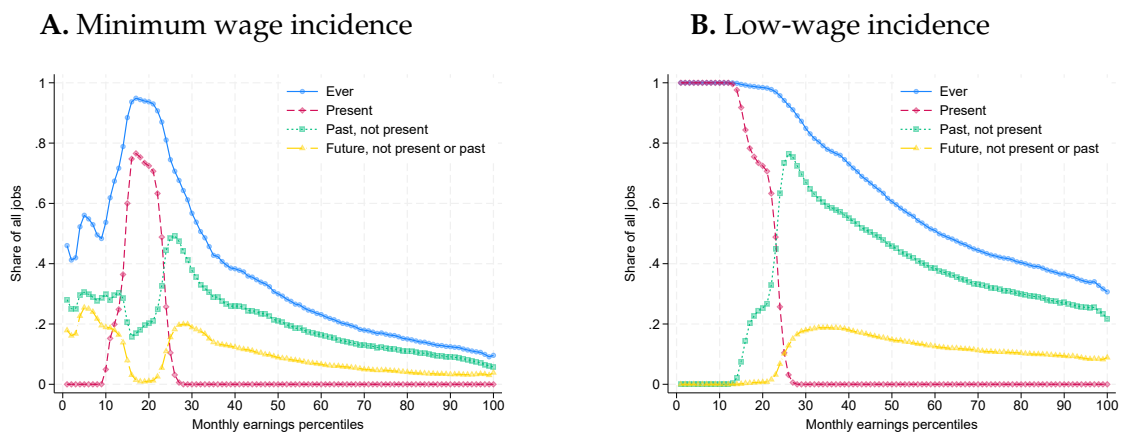 A. Minimum wage incidence
1
.8
.6
.4
.2
0
Share of all jobs
Ever
Present
Past, not present
Future, not present or past
0 10 20 30 40 50 60 70 80 90 100
Monthly earnings percentiles
B. Low-wage incidence
1
.8
.6
.4
.2
0
Share of all jobs
Ever
Present
Past, not present
Future, not present or past
0 10 20 30 40 50 60 70 80 90 100
Monthly earnings percentiles